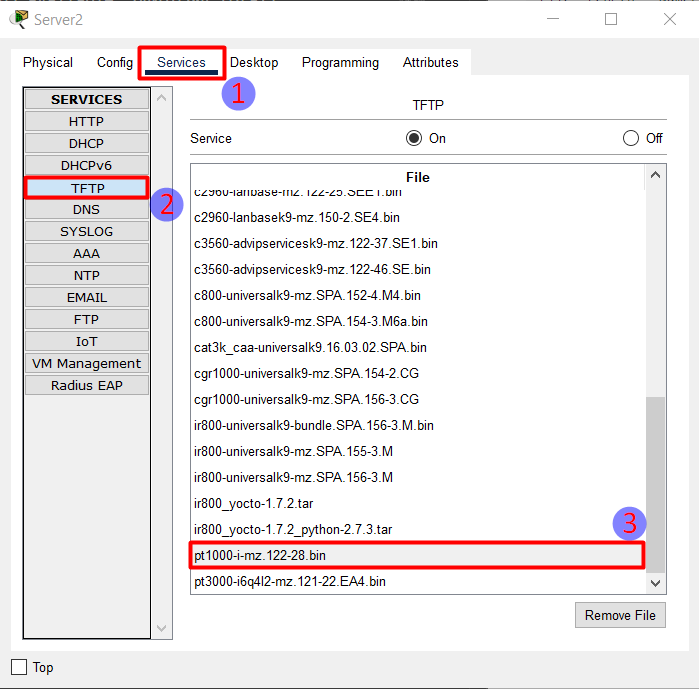 Server2
Physical Config Services Desktop Programming Attributes
1
SERVICES
HTTP
DHCP
DHCPv6
TFTP
2
DNS
SYSLOG
AAA
NTP
EMAIL
FTP
IoT
VM Management
Radius EAP
TFTP
Service On Off
File
c2960-lanbase-mz.122-25.SEE1.bin
c2960-lanbasek9-mz.150-2.SE4.bin
c3560-advipservicesk9-mz.122-37.SE1.bin
c3560-advipservicesk9-mz.122-46.SE.bin
c800-universalk9-mz.SPA.152-4.M4.bin
c800-universalk9-mz.SPA.154-3.M6a.bin
cat3k_caa-universalk9.16.03.02.SPA.bin
cgr1000-universalk9-mz.SPA.154-2.CG
cgr1000-universalk9-mz.SPA.156-3.CG
ir800-universalk9-bundle.SPA.156-3.M.bin
ir800-universalk9-mz.SPA.155-3.M
ir800-universalk9-mz.SPA.156-3.M
ir800_yocto-1.7.2.tar
ir800_yocto-1.7.2_python-2.7.3.tar
3
pt1000-i-mz.122-28.bin
pt3000-i6q4l2-mz.121-22.EA4.bin
Remove File
Top